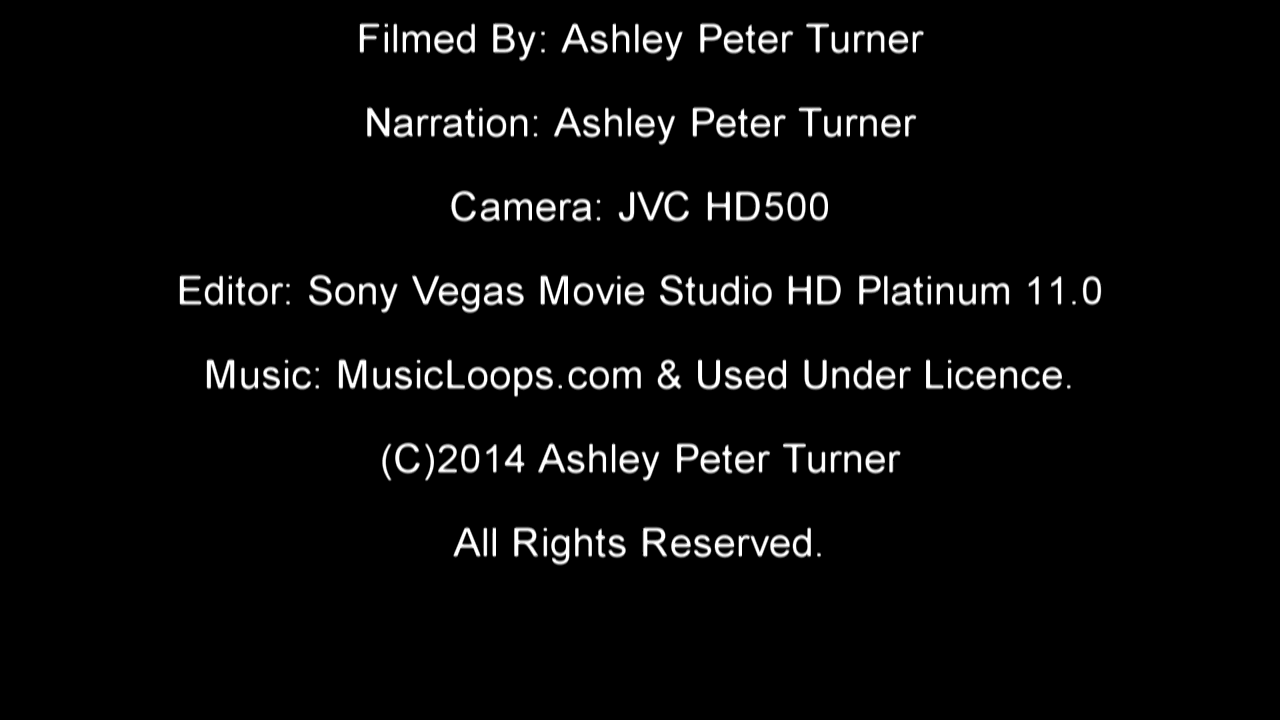 Filmed By: Ashley Peter Turner
Narration: Ashley Peter Turner
Camera: JVC HD500
Editor: Sony Vegas Movie Studio HD Platinum 11.0
Music: MusicLoops.com & Used Under Licence.
(C)2014 Ashley Peter Turner
All Rights Reserved.